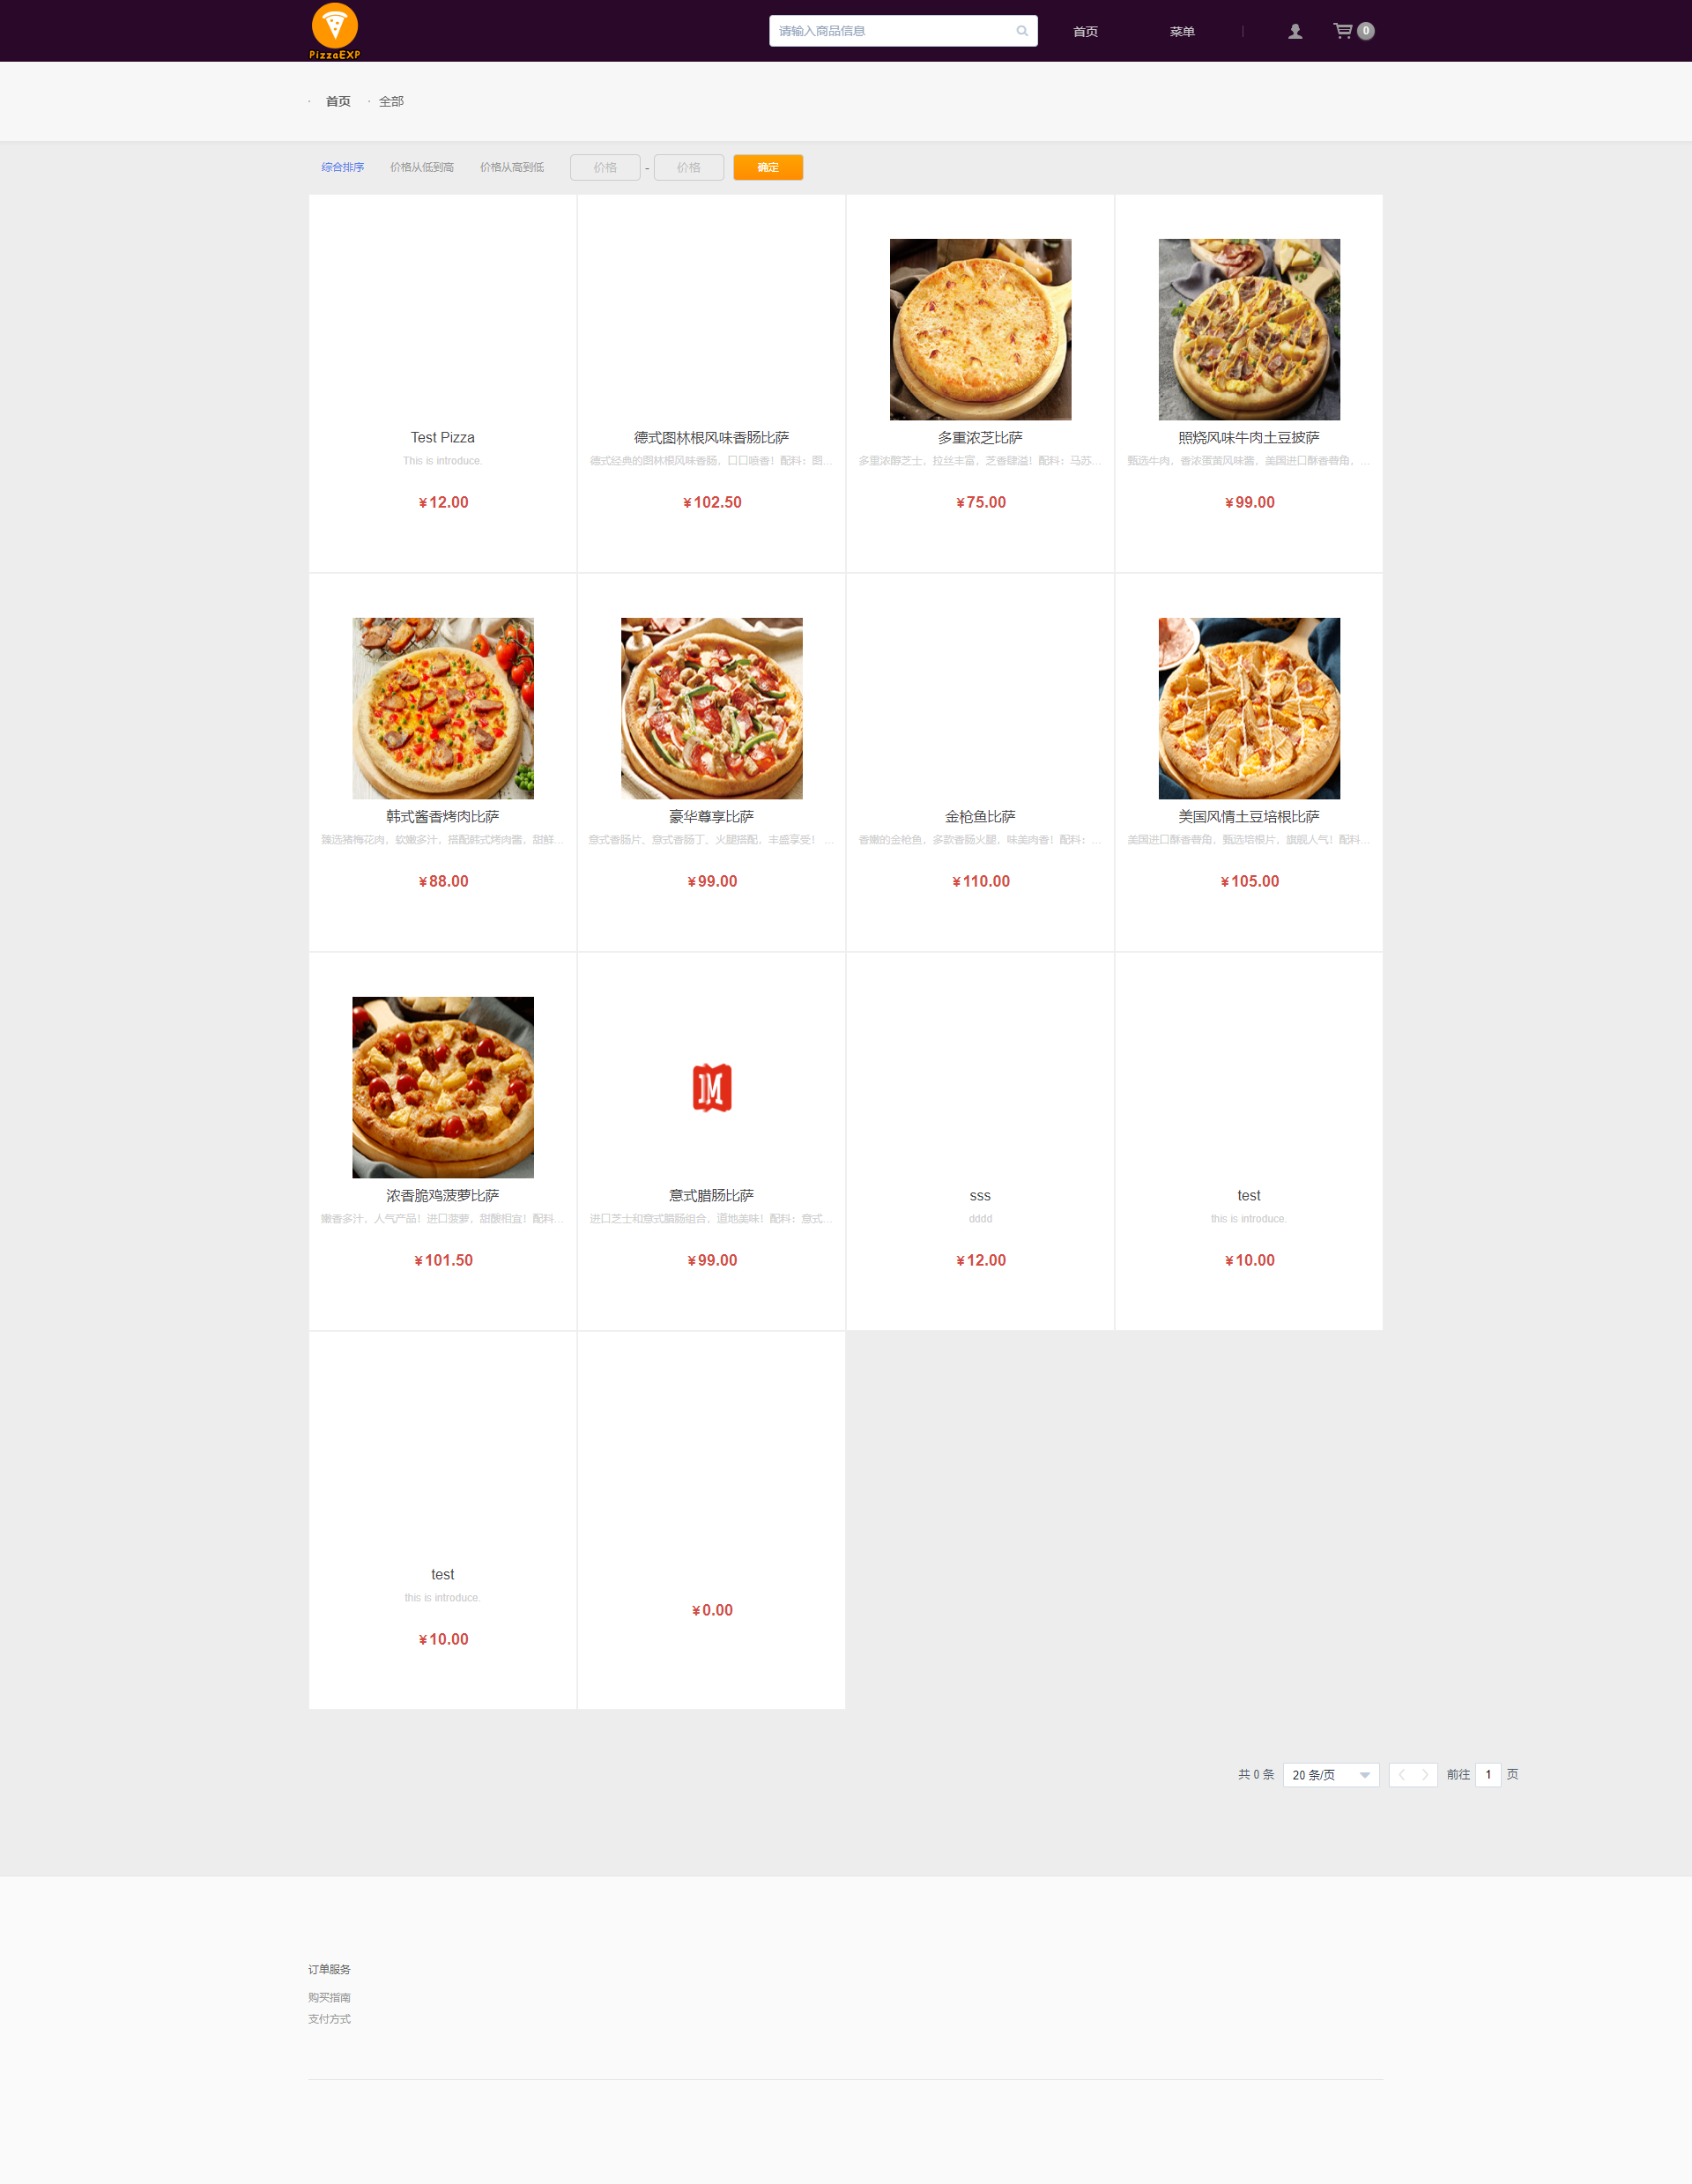 PizzaEXP
请输入商品信息
首页
菜单
0
首页
全部
综合排序
价格从低到高
价格从高到低
价格 - 价格
确定
Test Pizza
This is introduce.
¥12.00
德式图林根风味香肠比萨
德式经典的图林根风味香肠，口口喷香！配料：图...
¥102.50
多重浓芝比萨
多重浓醇芝士，拉丝丰富，芝香肆溢！配料：马苏...
¥75.00
照烧风味牛肉土豆披萨
甄选牛肉，香浓蛋黄风味酱，美国进口酥香薯角，...
¥99.00
韩式酱香烤肉比萨
臻选猪梅花肉，软嫩多汁，搭配韩式烤肉酱，甜鲜...
¥88.00
豪华尊享比萨
意式香肠片、意式香肠丁、火腿搭配，丰盛享受！ ...
¥99.00
金枪鱼比萨
香嫩的金枪鱼，多款香肠火腿，味美肉香！配料：...
¥110.00
美国风情土豆培根比萨
美国进口酥香薯角，甄选培根片，旗舰人气！配料...
¥105.00
浓香脆鸡菠萝比萨
嫩香多汁，人气产品！进口菠萝，甜酸相宜！配料...
¥101.50
意式腊肠比萨
进口芝士和意式腊肠组合，道地美味！配料：意式...
¥99.00
sss
dddd
¥12.00
test
this is introduce.
¥10.00
test
this is introduce.
¥10.00
¥0.00
共 0 条
20 条/页
前往 1 页
订单服务
购买指南
支付方式